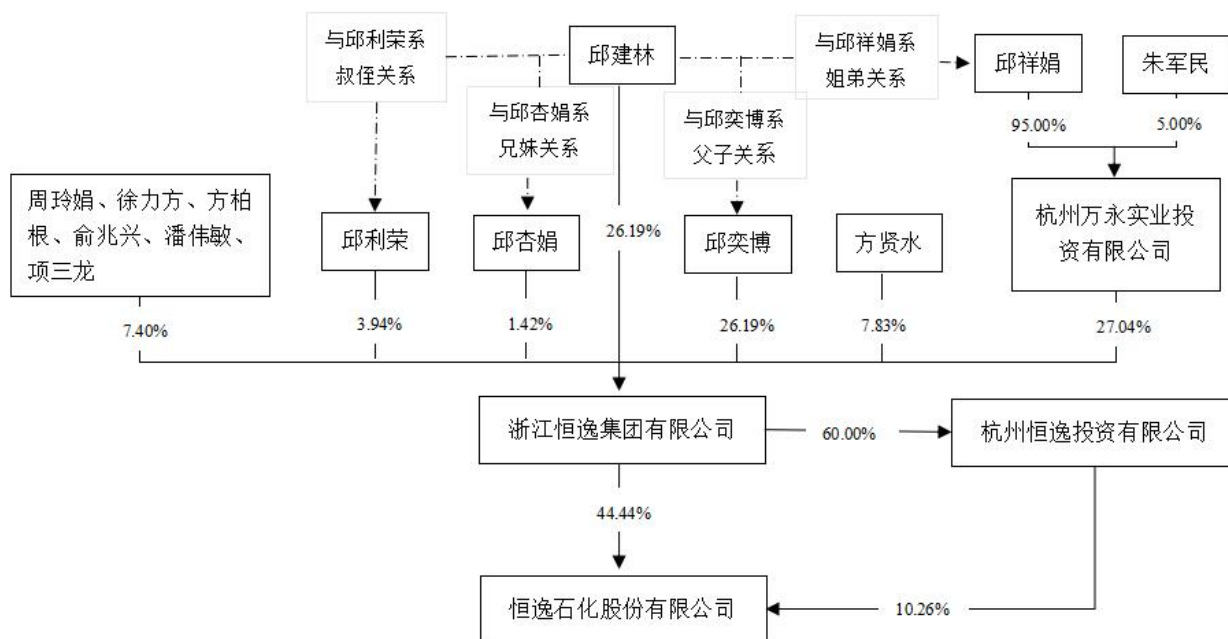 与邱利荣系
叔侄关系
邱建林
与邱祥娟系
姐弟关系
邱祥娟
朱军民
与邱杏娟系
兄妹关系
与邱奕博系
父子关系
95.00%
5.00%
周玲娟、徐力方、方柏
根、俞兆兴、潘伟敏、
项三龙
邱利荣
邱杏娟
26.19%
邱奕博
方贤水
杭州万永实业投
资有限公司
7.40%
3.94%
1.42%
26.19%
7.83%
27.04%
浙江恒逸集团有限公司
60.00%
杭州恒逸投资有限公司
44.44%
恒逸石化股份有限公司
10.26%